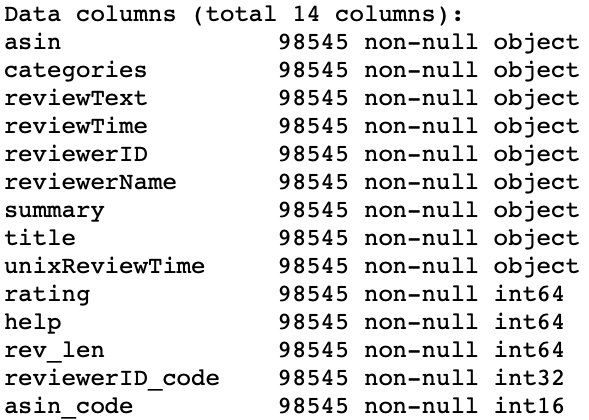 Data columns (total 14 columns):
asin 98545 non-null object
categories 98545 non-null object
reviewText 98545 non-null object
reviewTime 98545 non-null object
reviewerID 98545 non-null object
reviewerName 98545 non-null object
summary 98545 non-null object
title 98545 non-null object
unixReviewTime 98545 non-null object
rating 98545 non-null int64
help 98545 non-null int64
rev_len 98545 non-null int64
reviewerID_code 98545 non-null int32
asin_code 98545 non-null int16